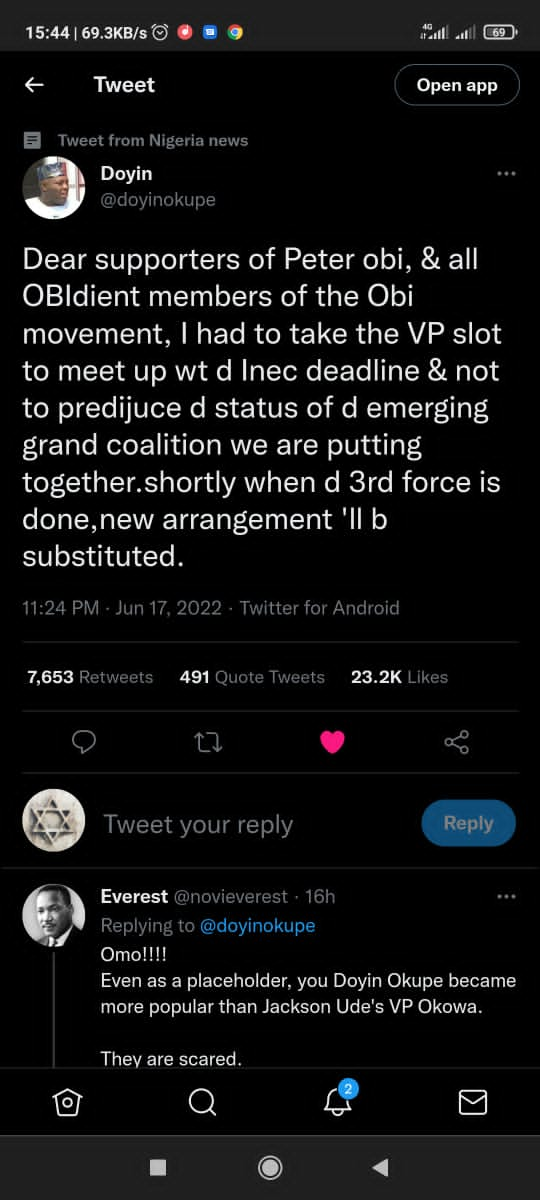 15:44 | 69.3KB/s
4G
69
Tweet
Open app
Tweet from Nigeria news
Doyin
@doyinokupe
Dear supporters of Peter obi, & all
OBIdient members of the Obi
movement, I had to take the VP slot
to meet up wt d Inec deadline & not
to predijuce d status of d emerging
grand coalition we are putting
together.shortly when d 3rd force is
done,new arrangement 'll b
substituted.
11:24 PM · Jun 17, 2022 · Twitter for Android
7,653 Retweets 491 Quote Tweets 23.2K Likes
Tweet your reply
Reply
Everest @novieverest · 16h
Replying to @doyinokupe
Omo!!!!
Even as a placeholder, you Doyin Okupe became
more popular than Jackson Ude's VP Okowa.
They are scared.
2